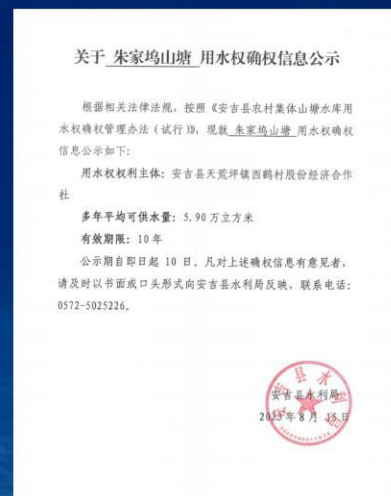 关于 朱家坞山塘 用水权确权信息公示
根据相关法律法规，按照《安吉县农村集体山塘水库用
水权确权管理办法（试行）》，现就 朱家坞山塘 用水权确权
信息公示如下：
用水权权利主体：安吉县天荒坪镇西鹤村股份经济合作
社
多年平均可供水量：5.90 万立方米
有效期限：10 年
公示期自即日起 10 日。凡对上述确权信息有意见者，
请及时以书面或口头形式向安吉县水利局反映，联系电话：
0572-5025226。
安吉县水利局
2023 年 8 月 15 日